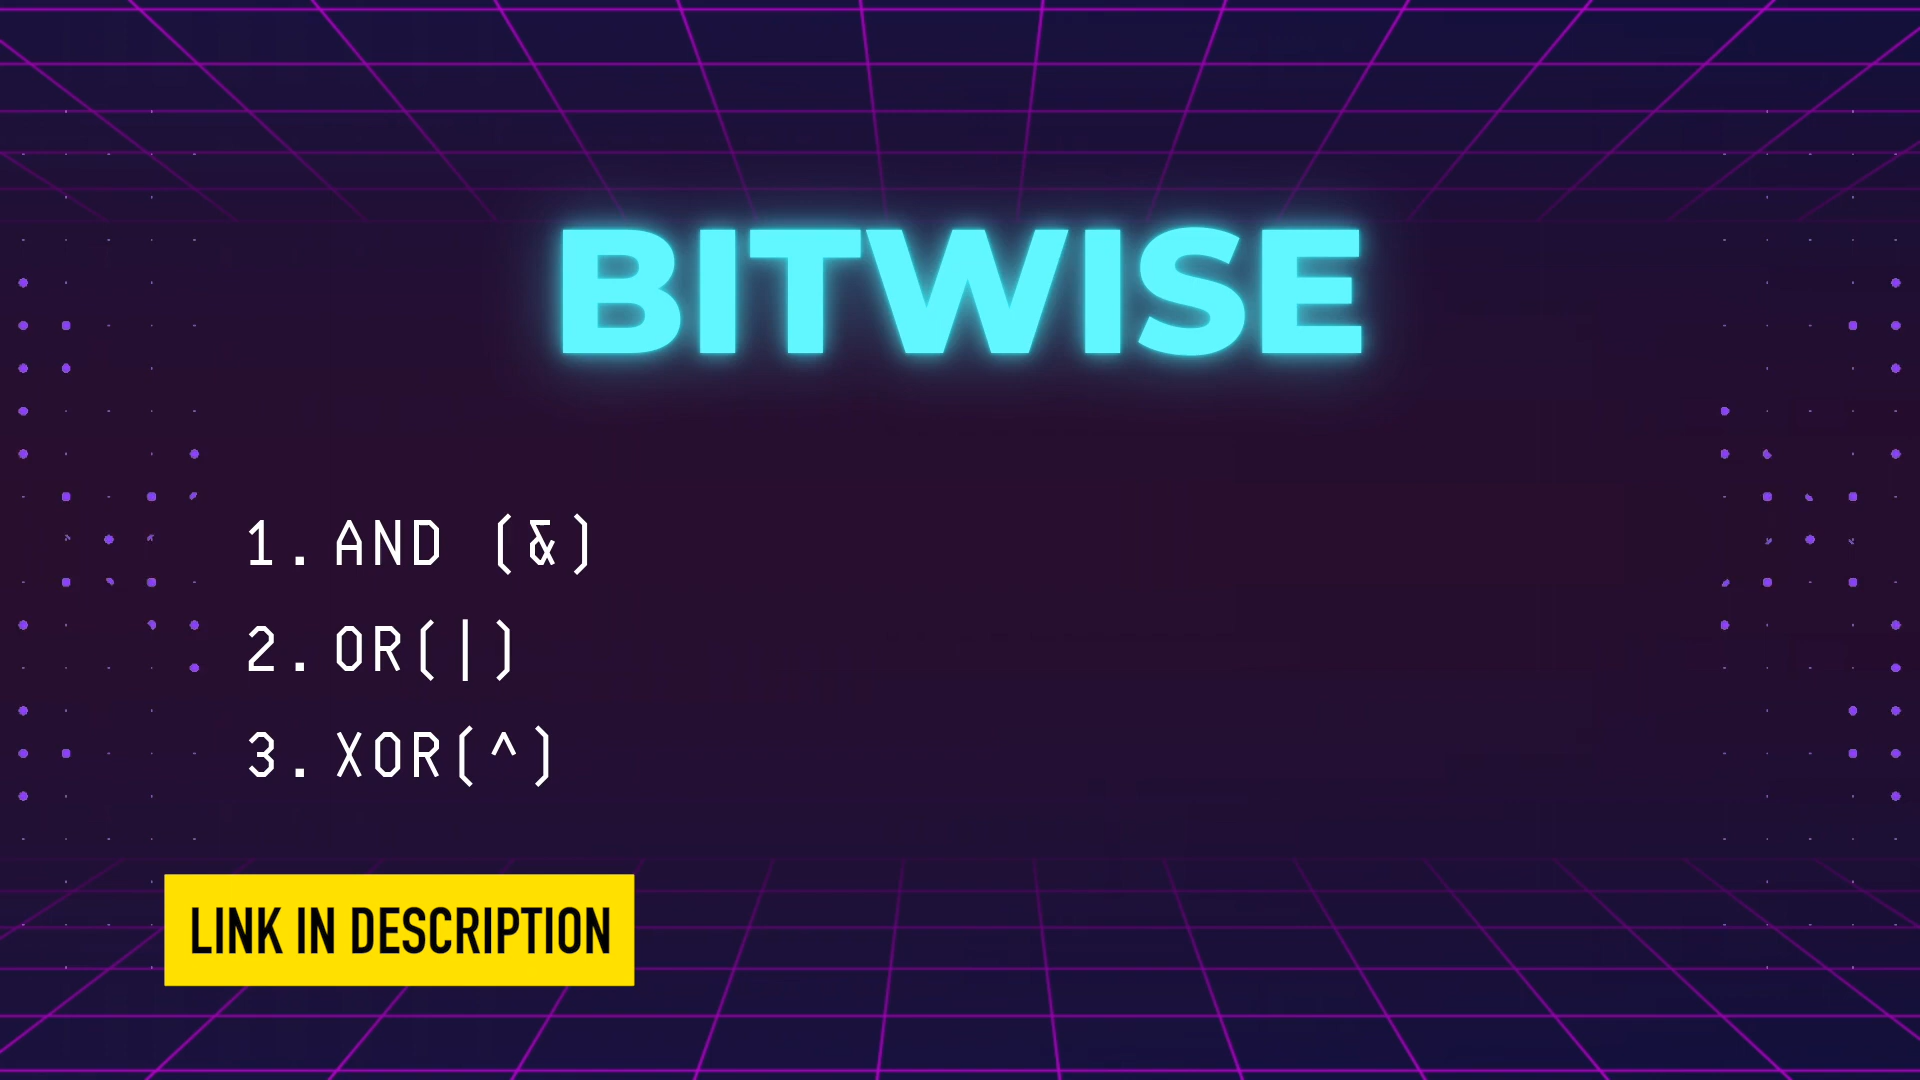 BITWISE
1. AND (&)
2. OR(|)
3. XOR(^)
LINK IN DESCRIPTION